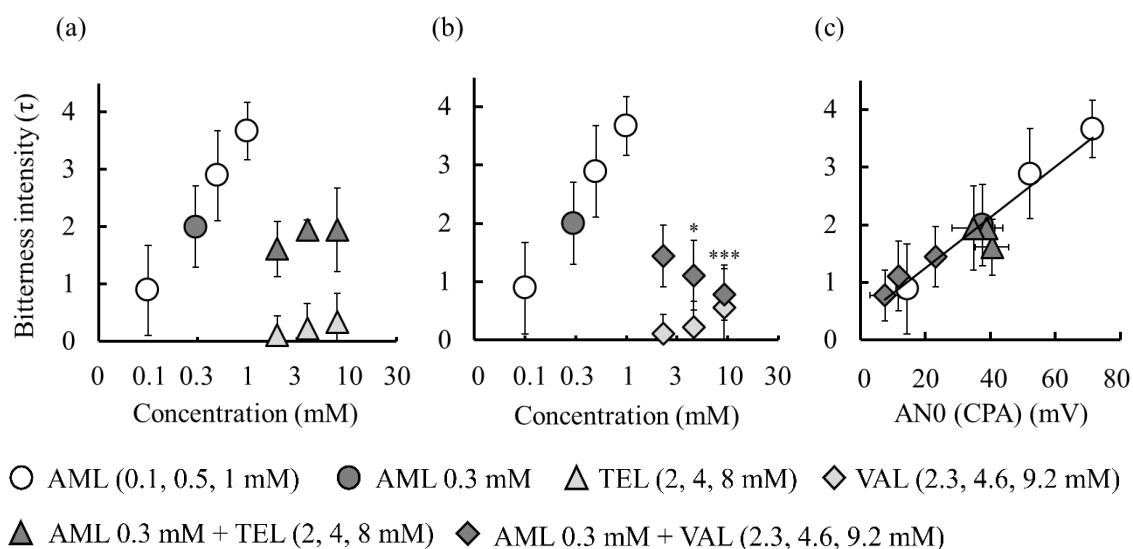 (a)
(b)
(c)
Bitterness intensity (τ)
4
3
2
1
0
0 0.1 0.3 1 3 10 30
Concentration (mM)
4
3
2
1
0
*
***
0 0.1 0.3 1 3 10 30
Concentration (mM)
4
3
2
1
0
0 20 40 60 80
AN0 (CPA) (mV)
AML (0.1, 0.5, 1 mM) AML 0.3 mM TEL (2, 4, 8 mM) VAL (2.3, 4.6, 9.2 mM)
AML 0.3 mM + TEL (2, 4, 8 mM) AML 0.3 mM + VAL (2.3, 4.6, 9.2 mM)